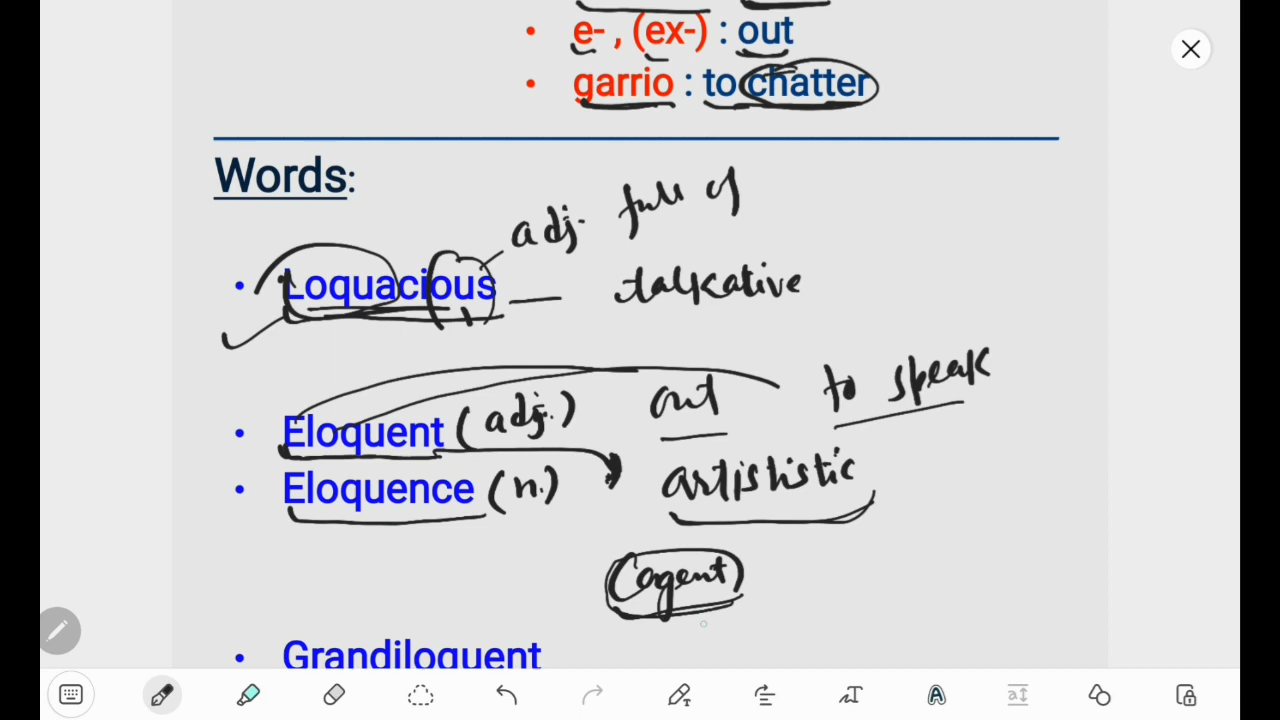 • e- , (ex-) : out
• garrio : to chatter
Words:
adj. full of
• Loquacious — talkative
to speak
• Eloquent (adj.) out
• Eloquence (n.) artishistic
(cogent)
• Grandiloquent